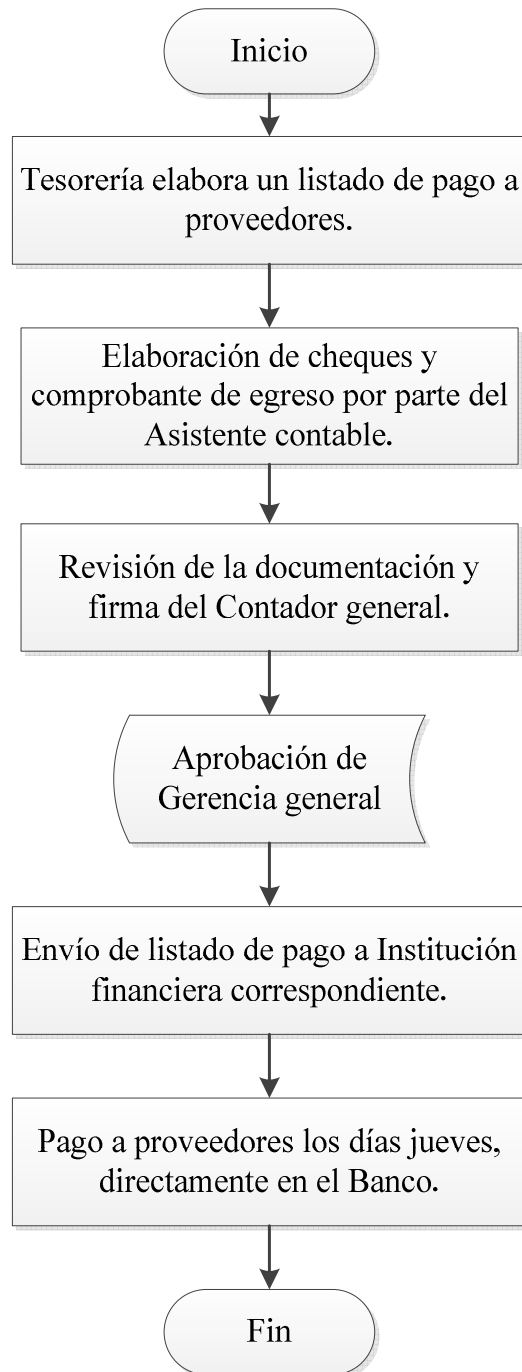 Inicio
Tesorería elabora un listado de pago a
proveedores.
Elaboración de cheques y
comprobante de egreso por parte del
Asistente contable.
Revisión de la documentación y
firma del Contador general.
Aprobación de
Gerencia general
Envío de listado de pago a Institución
financiera correspondiente.
Pago a proveedores los días jueves,
directamente en el Banco.
Fin